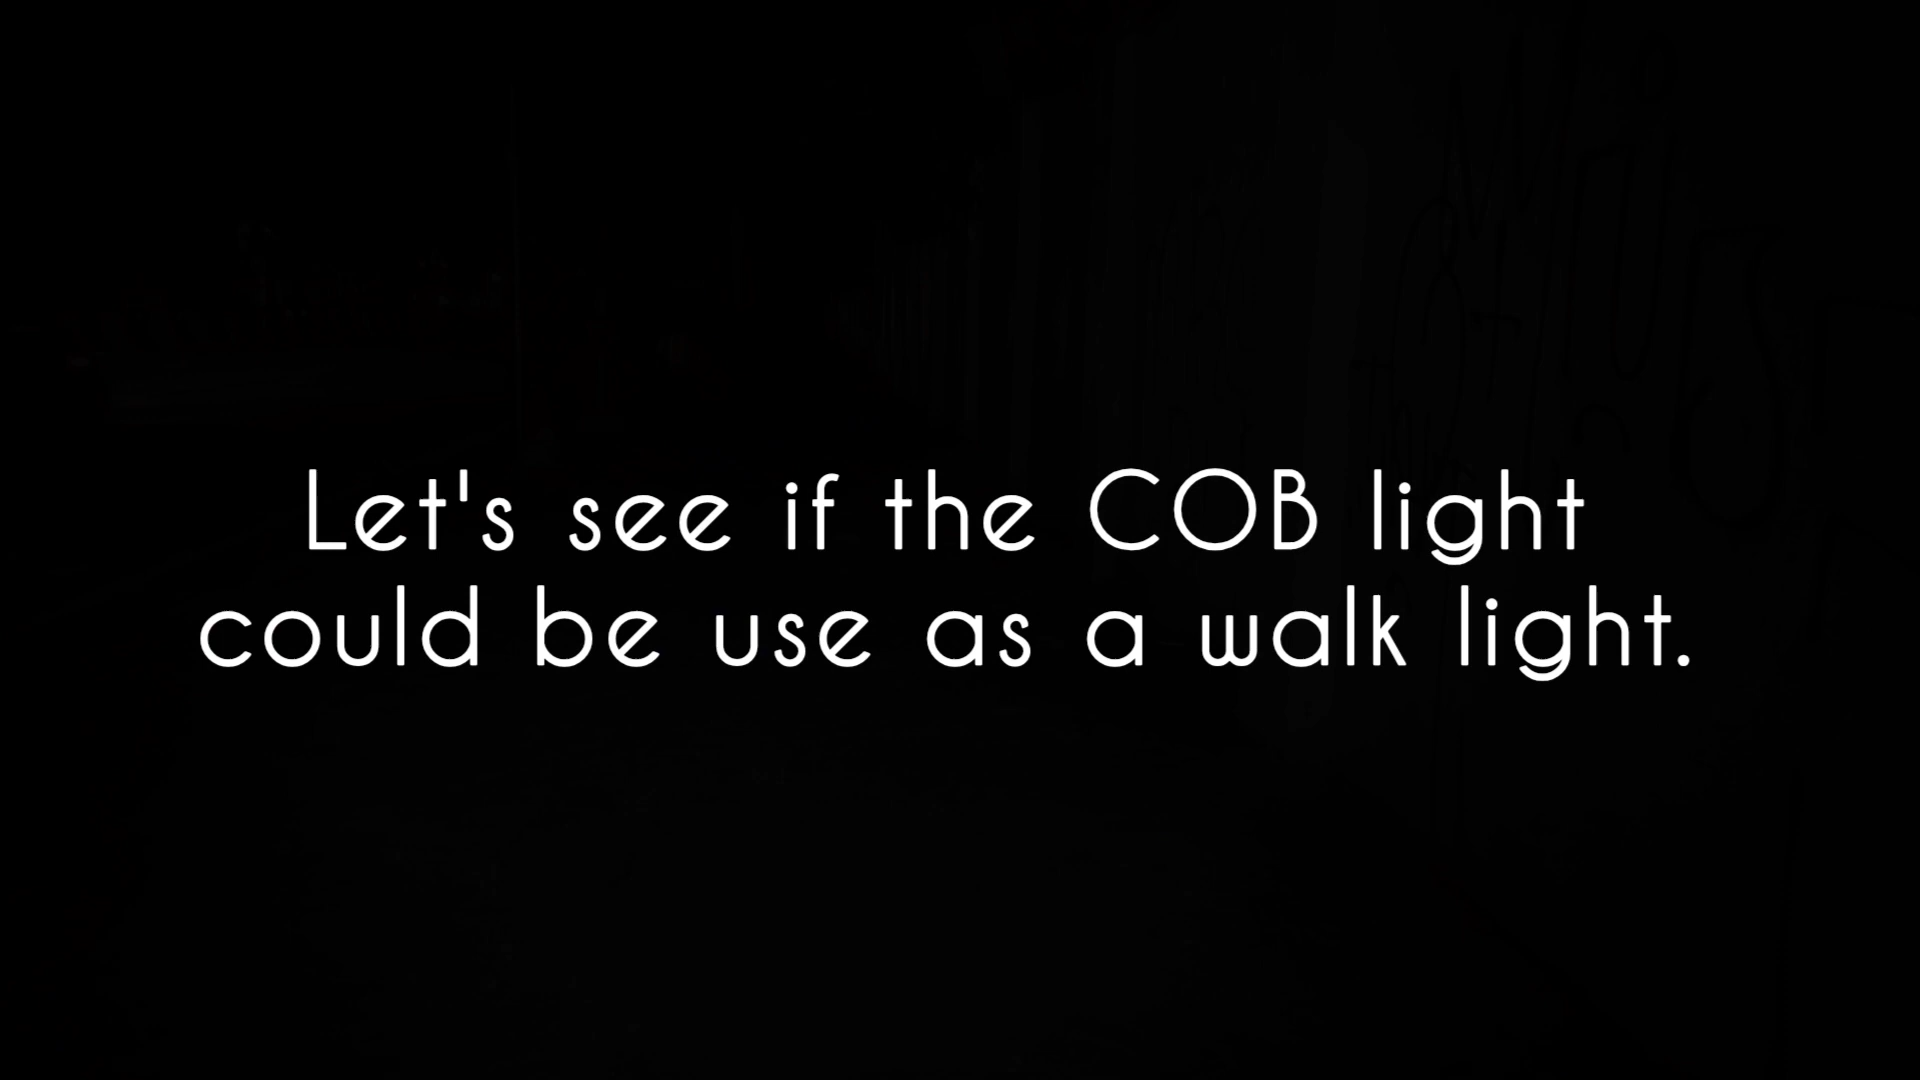 Let's see if the COB light
could be use as a walk light.